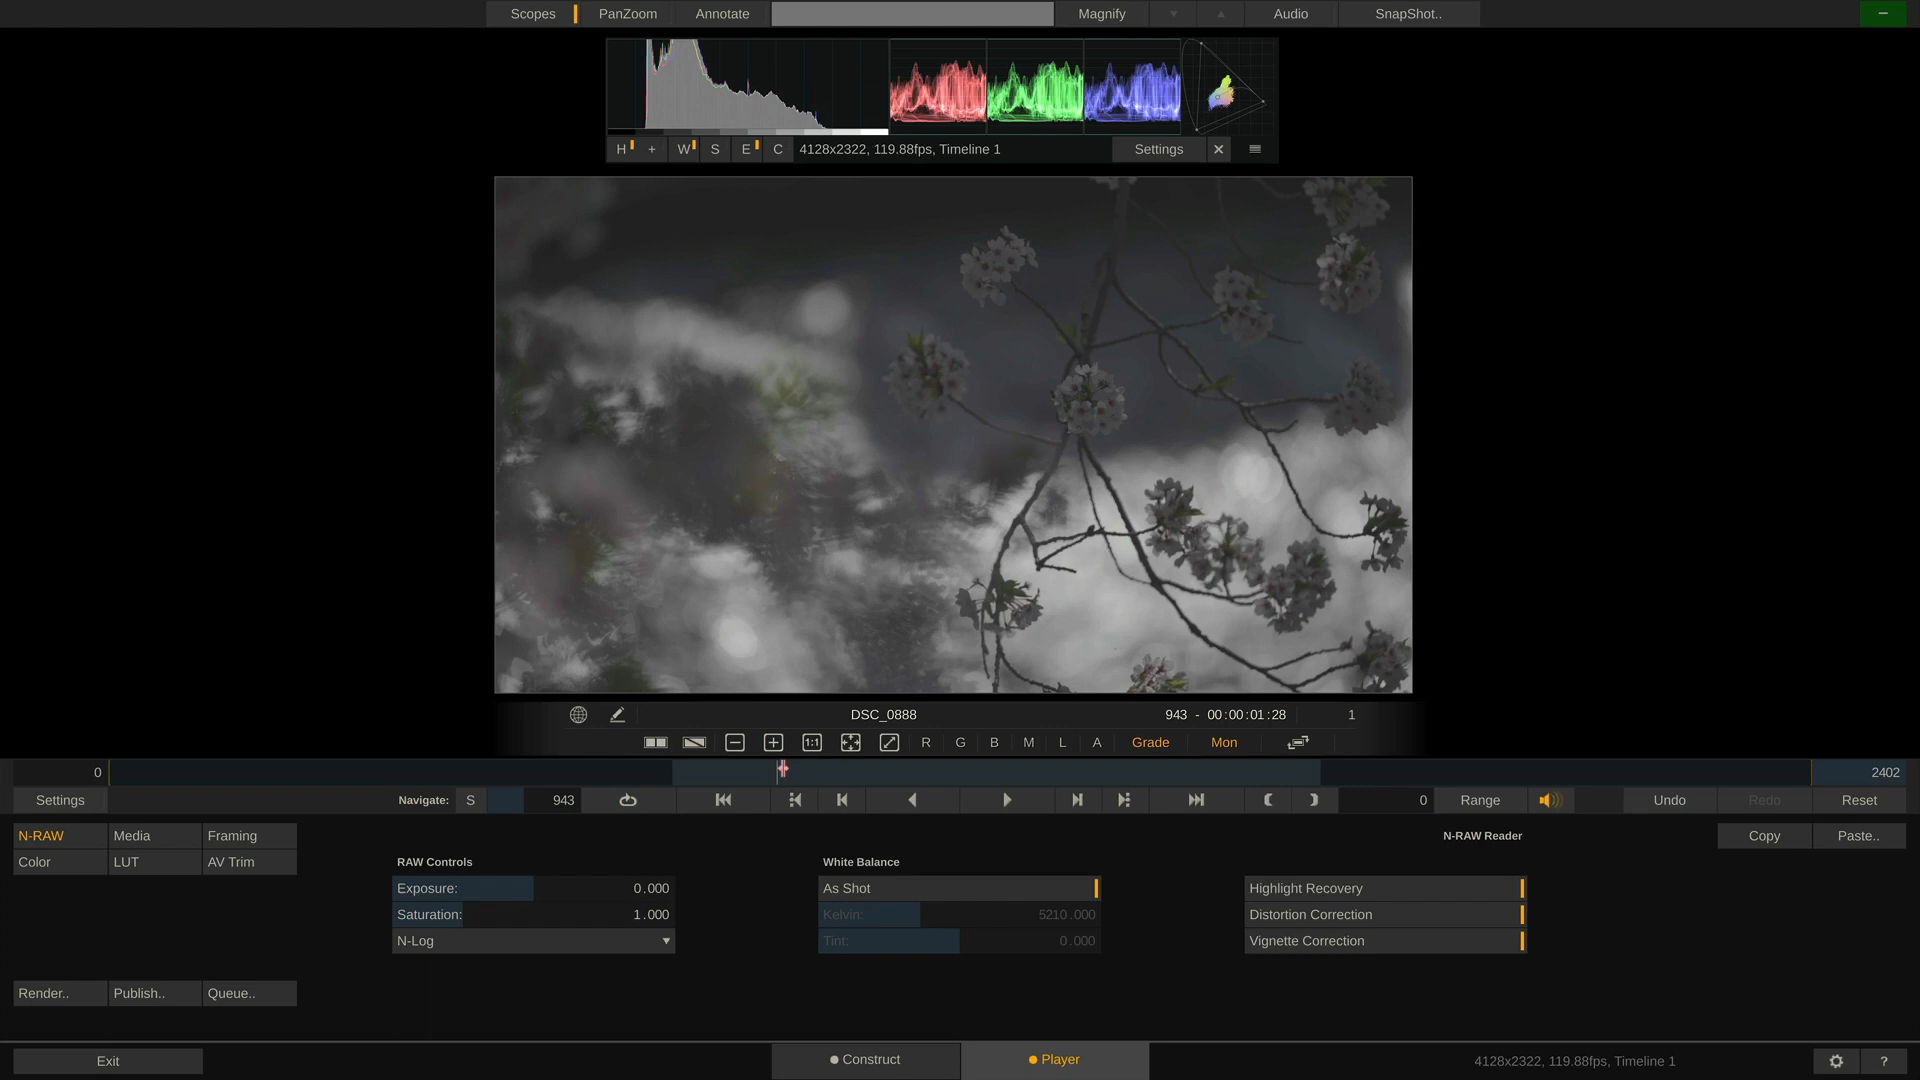 Scopes PanZoom Annotate Magnify Audio SnapShot..
H + W S E C 4128x2322, 119.88fps, Timeline 1 Settings
DSC_0888 943 - 00:00:01:28 1
1:1 R G B M L A Grade Mon
0 2402
Settings Navigate: S 943 0 Range Undo Redo Reset
N-RAW Media Framing N-RAW Reader Copy Paste..
Color LUT AV Trim RAW Controls White Balance
Exposure: 0.000 As Shot Highlight Recovery
Saturation: 1.000 Kelvin: 5210.000 Distortion Correction
N-Log Tint: 0.000 Vignette Correction
Render.. Publish.. Queue..
Exit Construct Player 4128x2322, 119.88fps, Timeline 1 ?